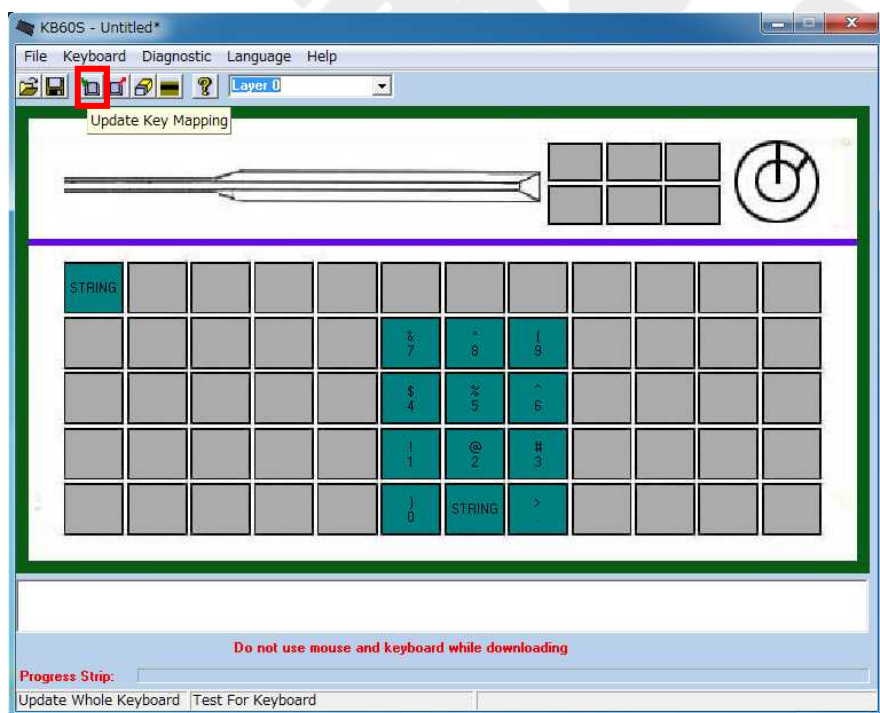 KB60S - Untitled*
File Keyboard Diagnostic Language Help
Layer 0
Update Key Mapping
STRING
& * (
7 8 9
$ % ^
4 5 6
! @ #
1 2 3
) STRING >
0 .
Do not use mouse and keyboard while downloading
Progress Strip:
Update Whole Keyboard Test For Keyboard